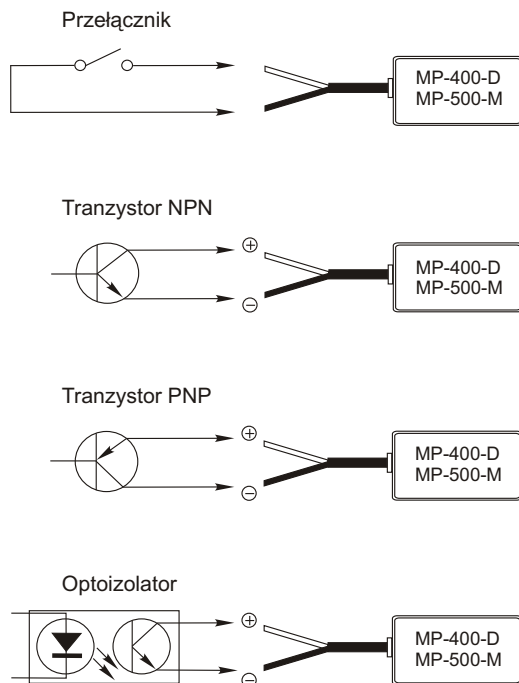 Przełącznik
MP-400-D
MP-500-M
Tranzystor NPN
⊕
⊖
MP-400-D
MP-500-M
Tranzystor PNP
⊕
⊖
MP-400-D
MP-500-M
Optoizolator
⊕
⊖
MP-400-D
MP-500-M